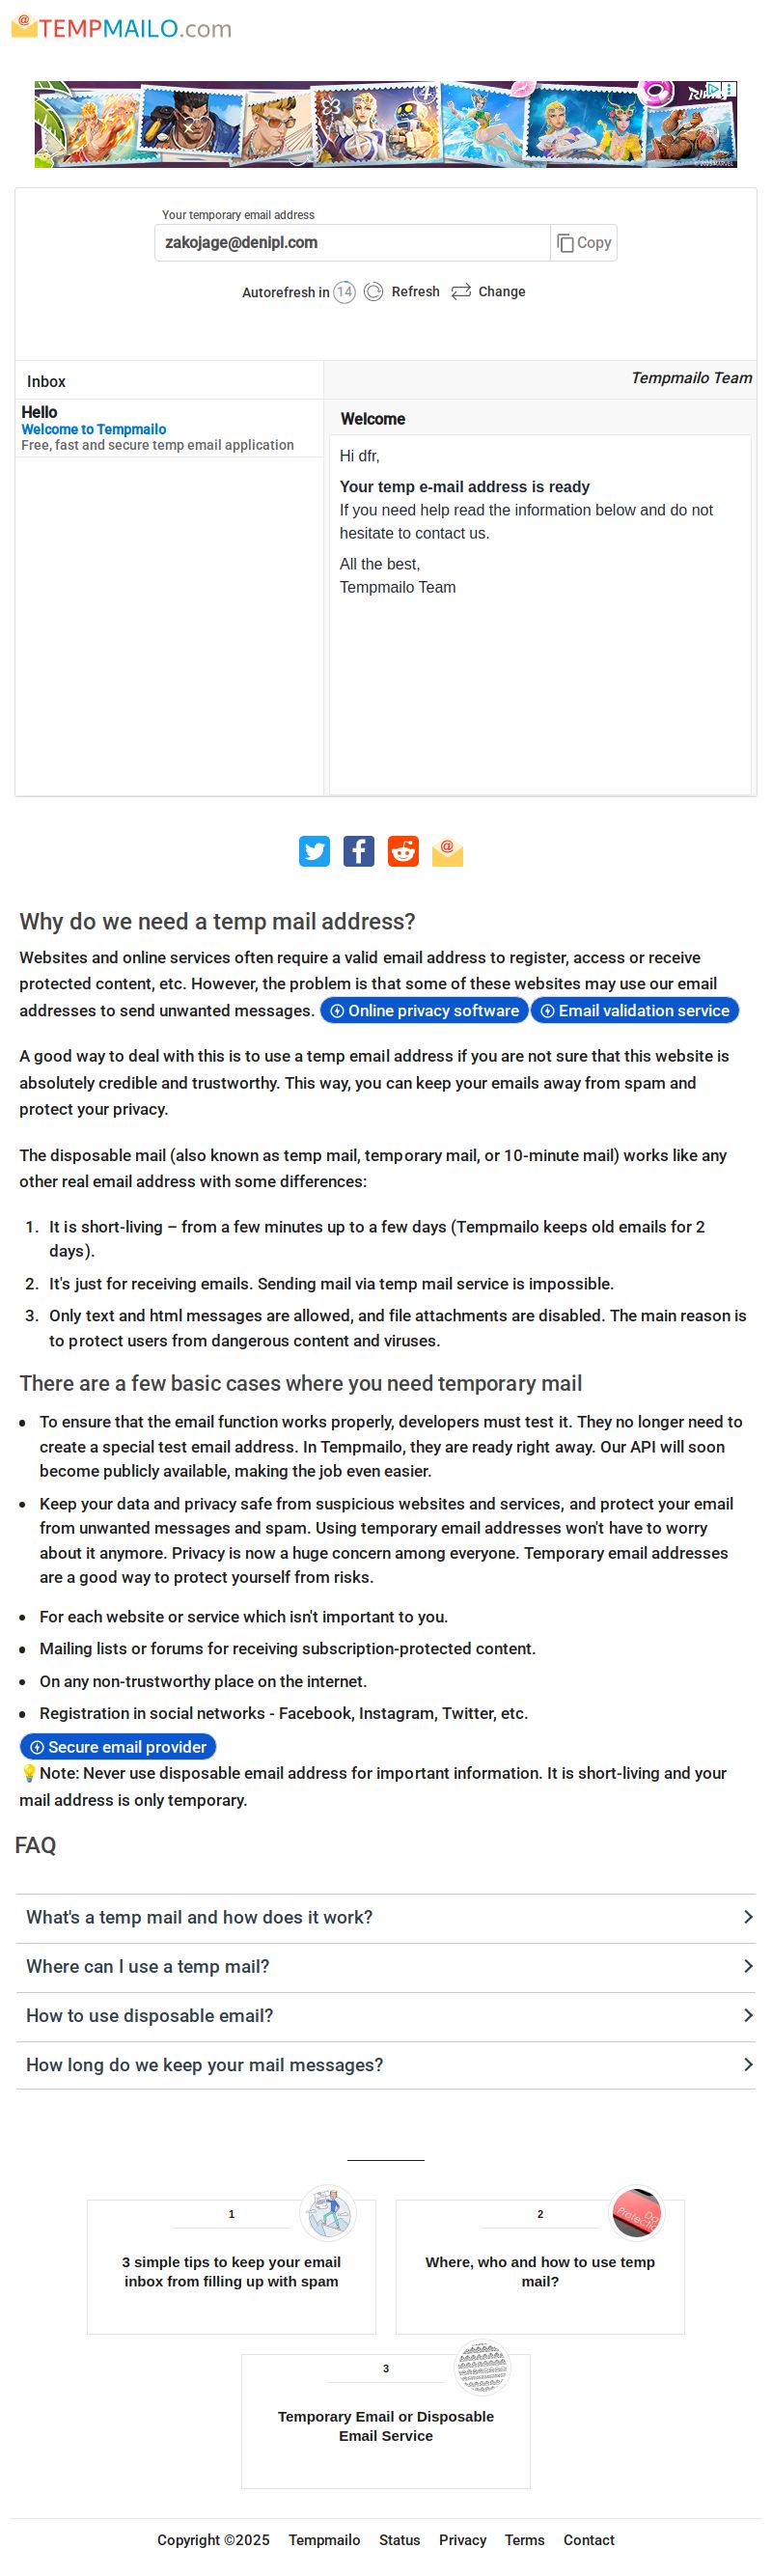 TEMPMAILO.com
Your temporary email address
zakojage@denipl.com
Copy
Autorefresh in 14 Refresh Change
Inbox
Tempmailo Team
Hello
Welcome to Tempmailo
Free, fast and secure temp email application
Welcome
Hi dfr,
Your temp e-mail address is ready
If you need help read the information below and do not
hesitate to contact us.
All the best,
Tempmailo Team
Why do we need a temp mail address?
Websites and online services often require a valid email address to register, access or receive
protected content, etc. However, the problem is that some of these websites may use our email
addresses to send unwanted messages. Online privacy software Email validation service
A good way to deal with this is to use a temp email address if you are not sure that this website is
absolutely credible and trustworthy. This way, you can keep your emails away from spam and
protect your privacy.
The disposable mail (also known as temp mail, temporary mail, or 10-minute mail) works like any
other real email address with some differences:
1. It is short-living – from a few minutes up to a few days (Tempmailo keeps old emails for 2
days).
2. It's just for receiving emails. Sending mail via temp mail service is impossible.
3. Only text and html messages are allowed, and file attachments are disabled. The main reason is
to protect users from dangerous content and viruses.
There are a few basic cases where you need temporary mail
• To ensure that the email function works properly, developers must test it. They no longer need to
create a special test email address. In Tempmailo, they are ready right away. Our API will soon
become publicly available, making the job even easier.
• Keep your data and privacy safe from suspicious websites and services, and protect your email
from unwanted messages and spam. Using temporary email addresses won't have to worry
about it anymore. Privacy is now a huge concern among everyone. Temporary email addresses
are a good way to protect yourself from risks.
• For each website or service which isn't important to you.
• Mailing lists or forums for receiving subscription-protected content.
• On any non-trustworthy place on the internet.
• Registration in social networks - Facebook, Instagram, Twitter, etc.
Secure email provider
💡Note: Never use disposable email address for important information. It is short-living and your
mail address is only temporary.
FAQ
What's a temp mail and how does it work?
Where can I use a temp mail?
How to use disposable email?
How long do we keep your mail messages?
1
3 simple tips to keep your email
inbox from filling up with spam
2
Where, who and how to use temp
mail?
3
Temporary Email or Disposable
Email Service
Copyright ©2025 Tempmailo Status Privacy Terms Contact